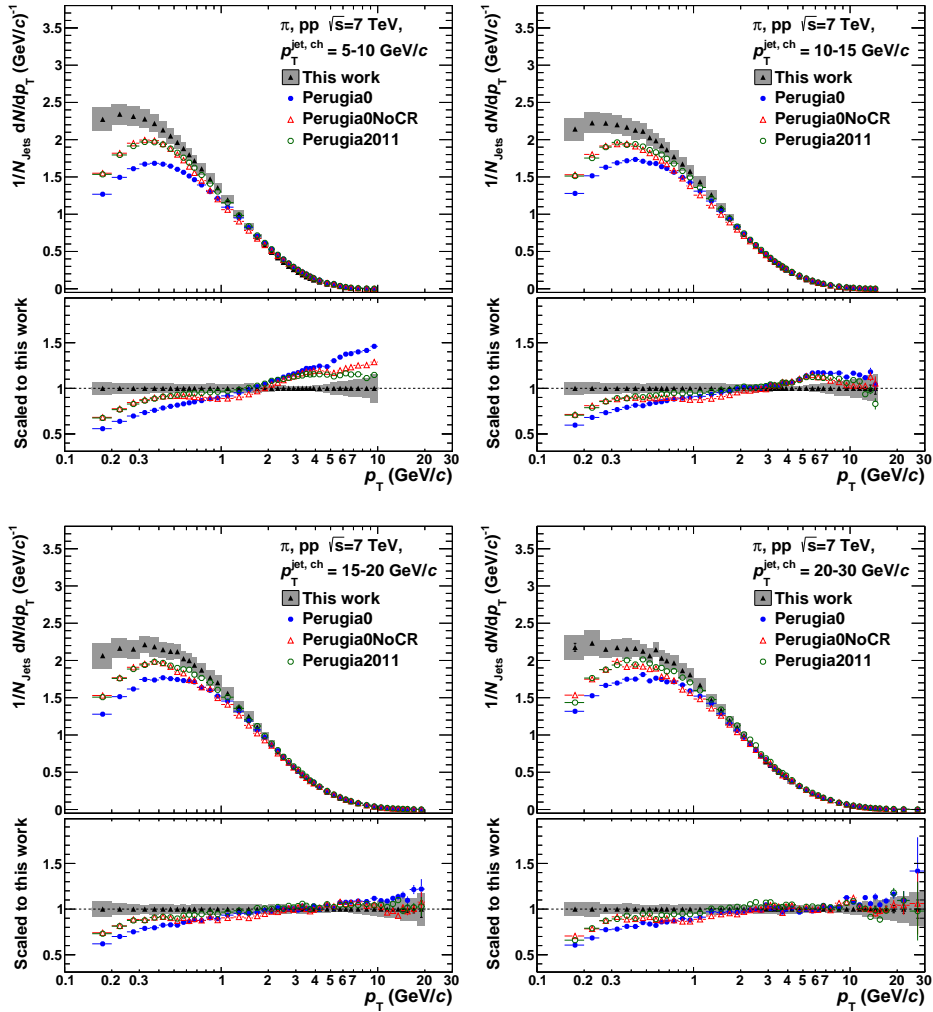 π, pp √s=7 TeV,
p_T^{jet, ch} = 5-10 GeV/c
This work
Perugia0
Perugia0NoCR
Perugia2011
1/N_Jets dN/dp_T (GeV/c)^-1
3.5
3
2.5
2
1.5
1
0.5
0
Scaled to this work
1.5
1
0.5
0.1 0.2 0.3 1 2 3 4 5 6 7 10 20 30
p_T (GeV/c)
π, pp √s=7 TeV,
p_T^{jet, ch} = 10-15 GeV/c
This work
Perugia0
Perugia0NoCR
Perugia2011
1/N_Jets dN/dp_T (GeV/c)^-1
3.5
3
2.5
2
1.5
1
0.5
0
Scaled to this work
1.5
1
0.5
0.1 0.2 0.3 1 2 3 4 5 6 7 10 20 30
p_T (GeV/c)
π, pp √s=7 TeV,
p_T^{jet, ch} = 15-20 GeV/c
This work
Perugia0
Perugia0NoCR
Perugia2011
1/N_Jets dN/dp_T (GeV/c)^-1
3.5
3
2.5
2
1.5
1
0.5
0
Scaled to this work
1.5
1
0.5
0.1 0.2 0.3 1 2 3 4 5 6 7 10 20 30
p_T (GeV/c)
π, pp √s=7 TeV,
p_T^{jet, ch} = 20-30 GeV/c
This work
Perugia0
Perugia0NoCR
Perugia2011
1/N_Jets dN/dp_T (GeV/c)^-1
3.5
3
2.5
2
1.5
1
0.5
0
Scaled to this work
1.5
1
0.5
0.1 0.2 0.3 1 2 3 4 5 6 7 10 20 30
p_T (GeV/c)